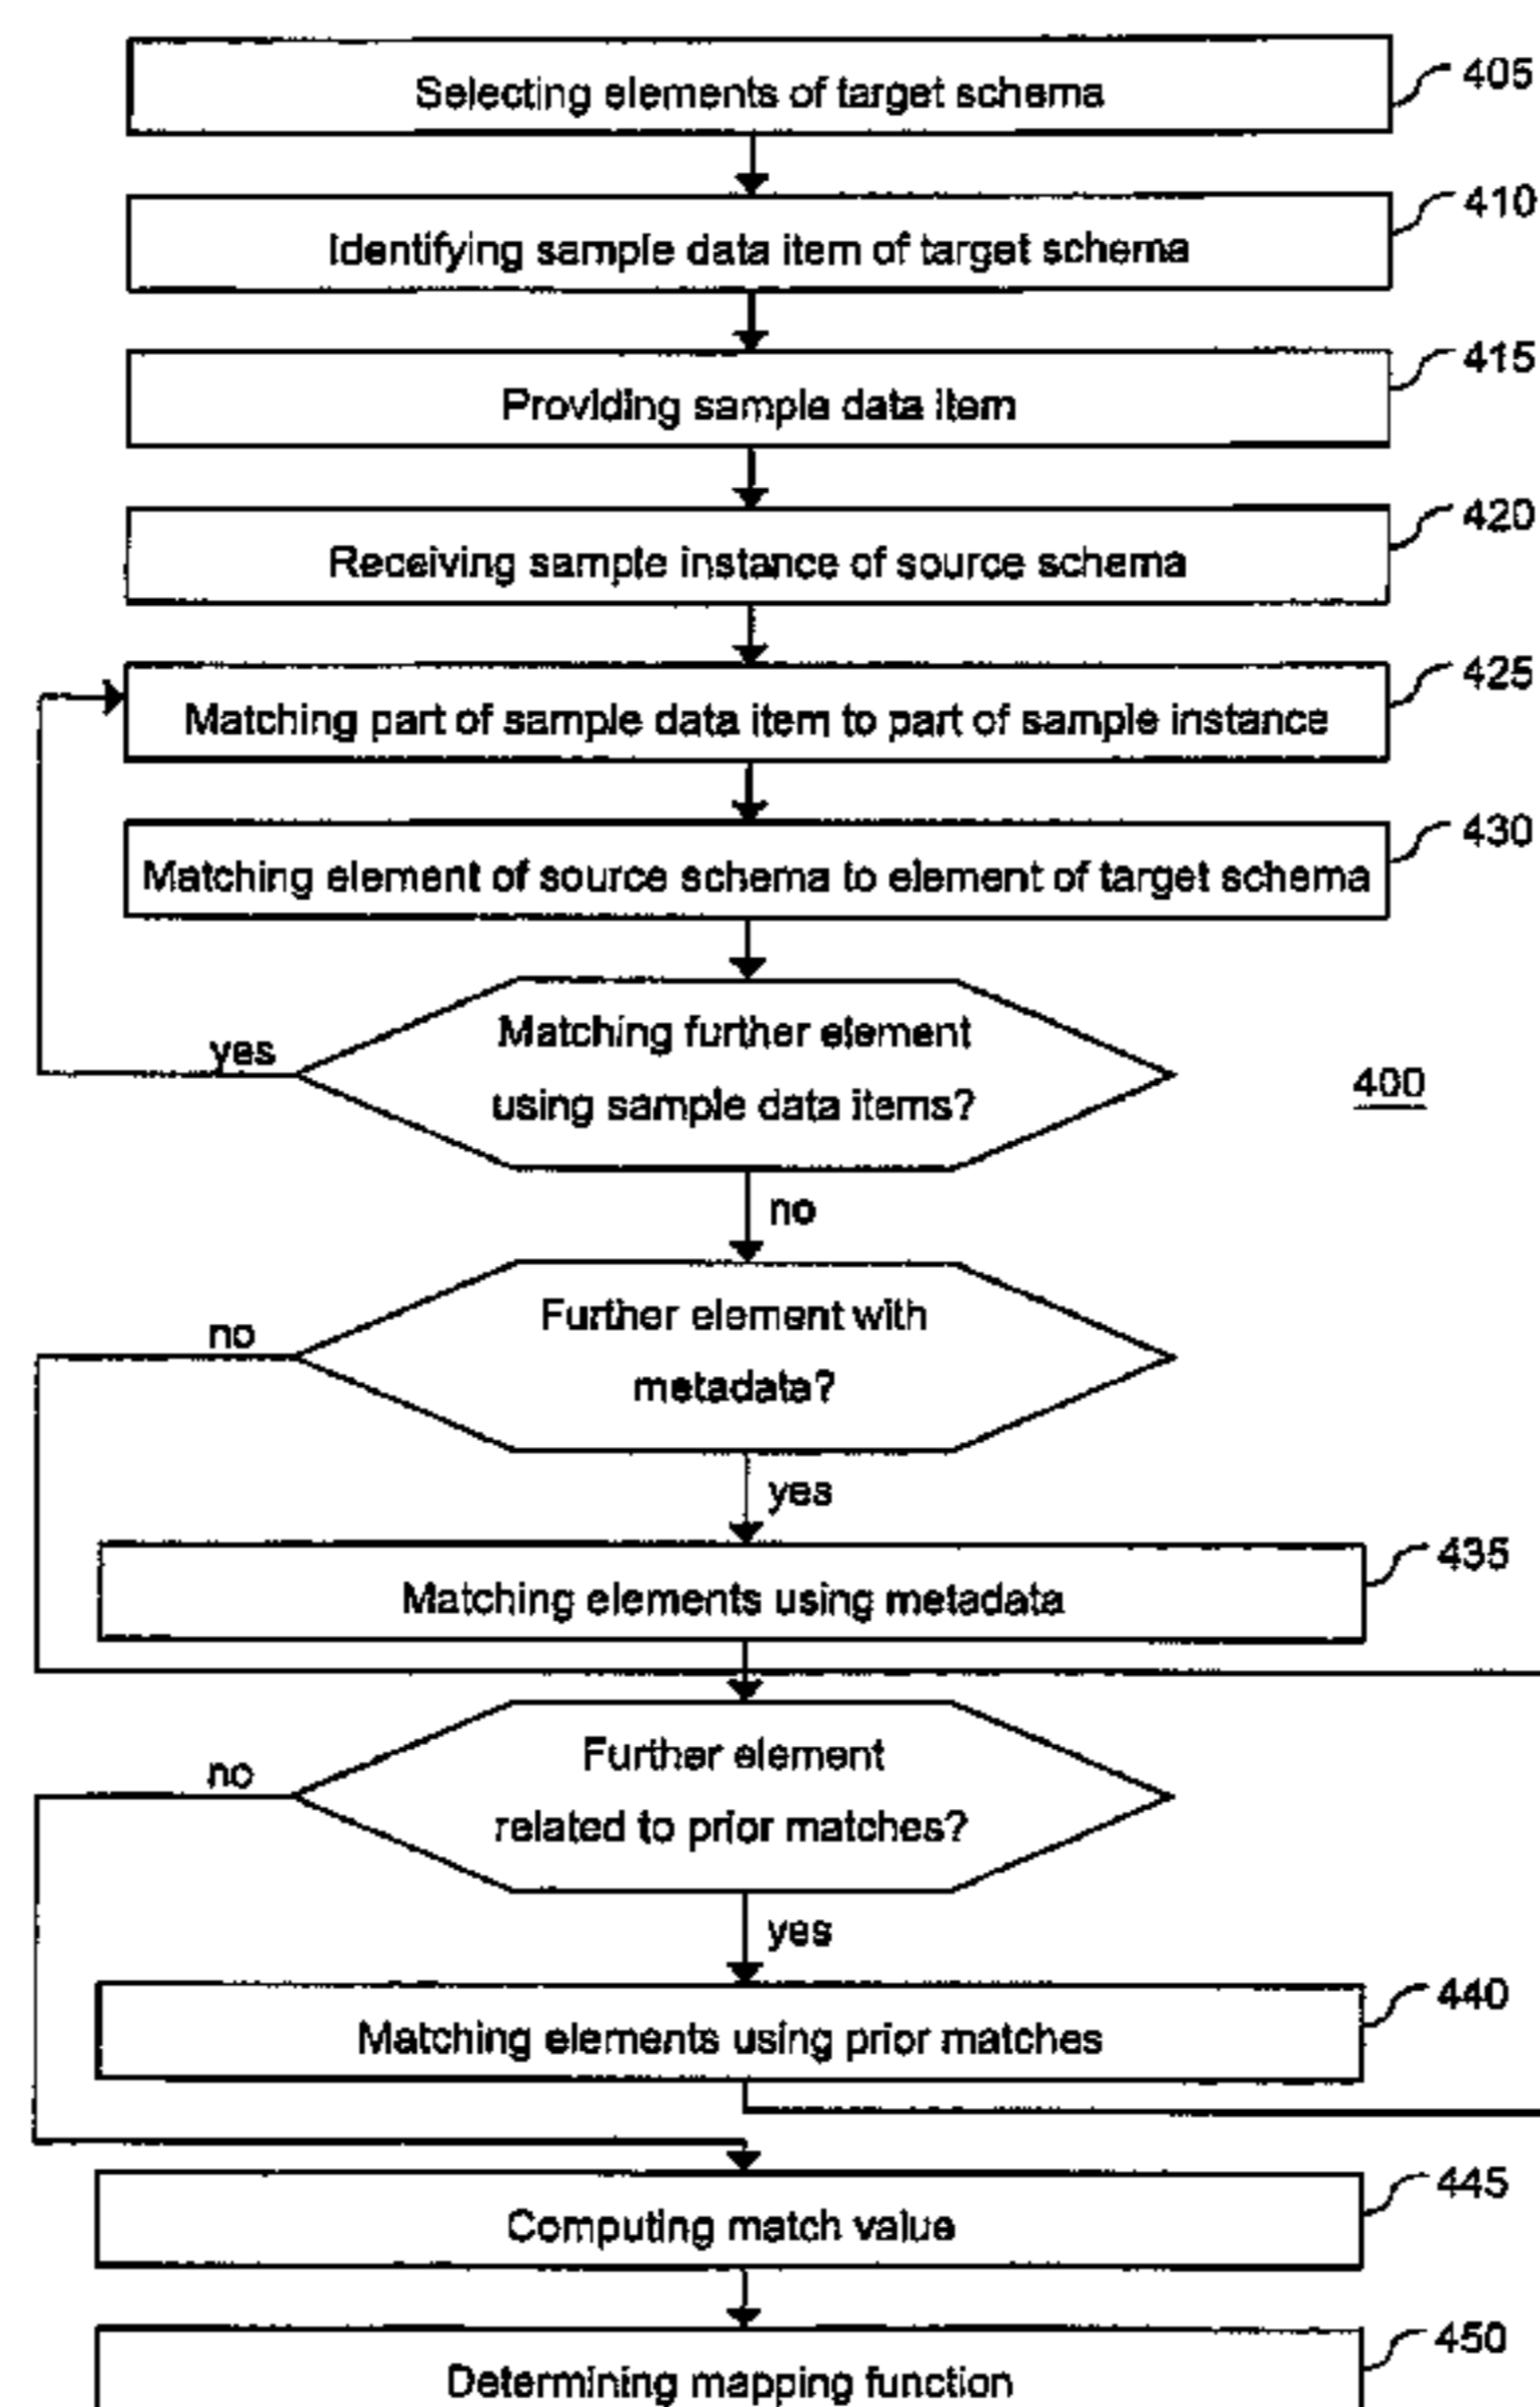 Selecting elements of target schema
405
Identifying sample data item of target schema
410
Providing sample data item
415
Receiving sample instance of source schema
420
Matching part of sample data item to part of sample instance
425
Matching element of source schema to element of target schema
430
Matching further element
using sample data items?
yes
400
no
Further element with
metadata?
no
yes
Matching elements using metadata
435
Further element
related to prior matches?
no
yes
Matching elements using prior matches
440
Computing match value
445
Determining mapping function
450